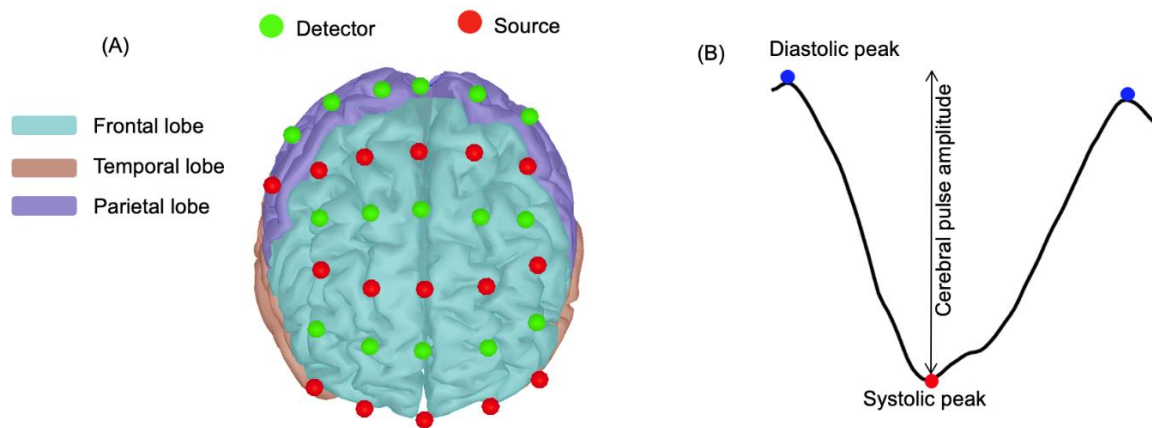 (A)
Detector
Source
Frontal lobe
Temporal lobe
Parietal lobe
(B)
Diastolic peak
Cerebral pulse amplitude
Systolic peak